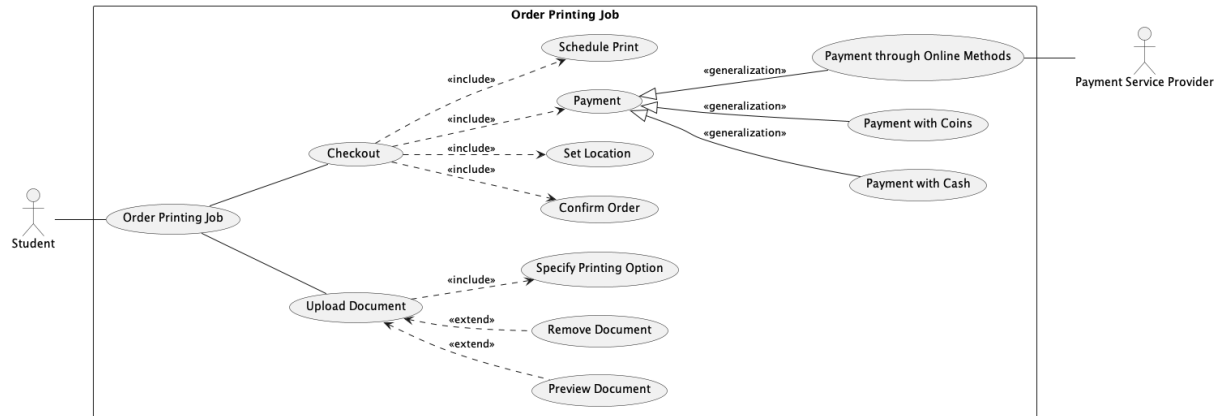 Order Printing Job
Schedule Print
Payment through Online Methods
«generalization»
«include»
Payment Service Provider
Payment
«include»
«generalization»
Payment with Coins
«generalization»
«include»
Checkout
Set Location
«include»
Payment with Cash
Confirm Order
Order Printing Job
Student
Specify Printing Option
«include»
Upload Document
«extend»
Remove Document
«extend»
Preview Document